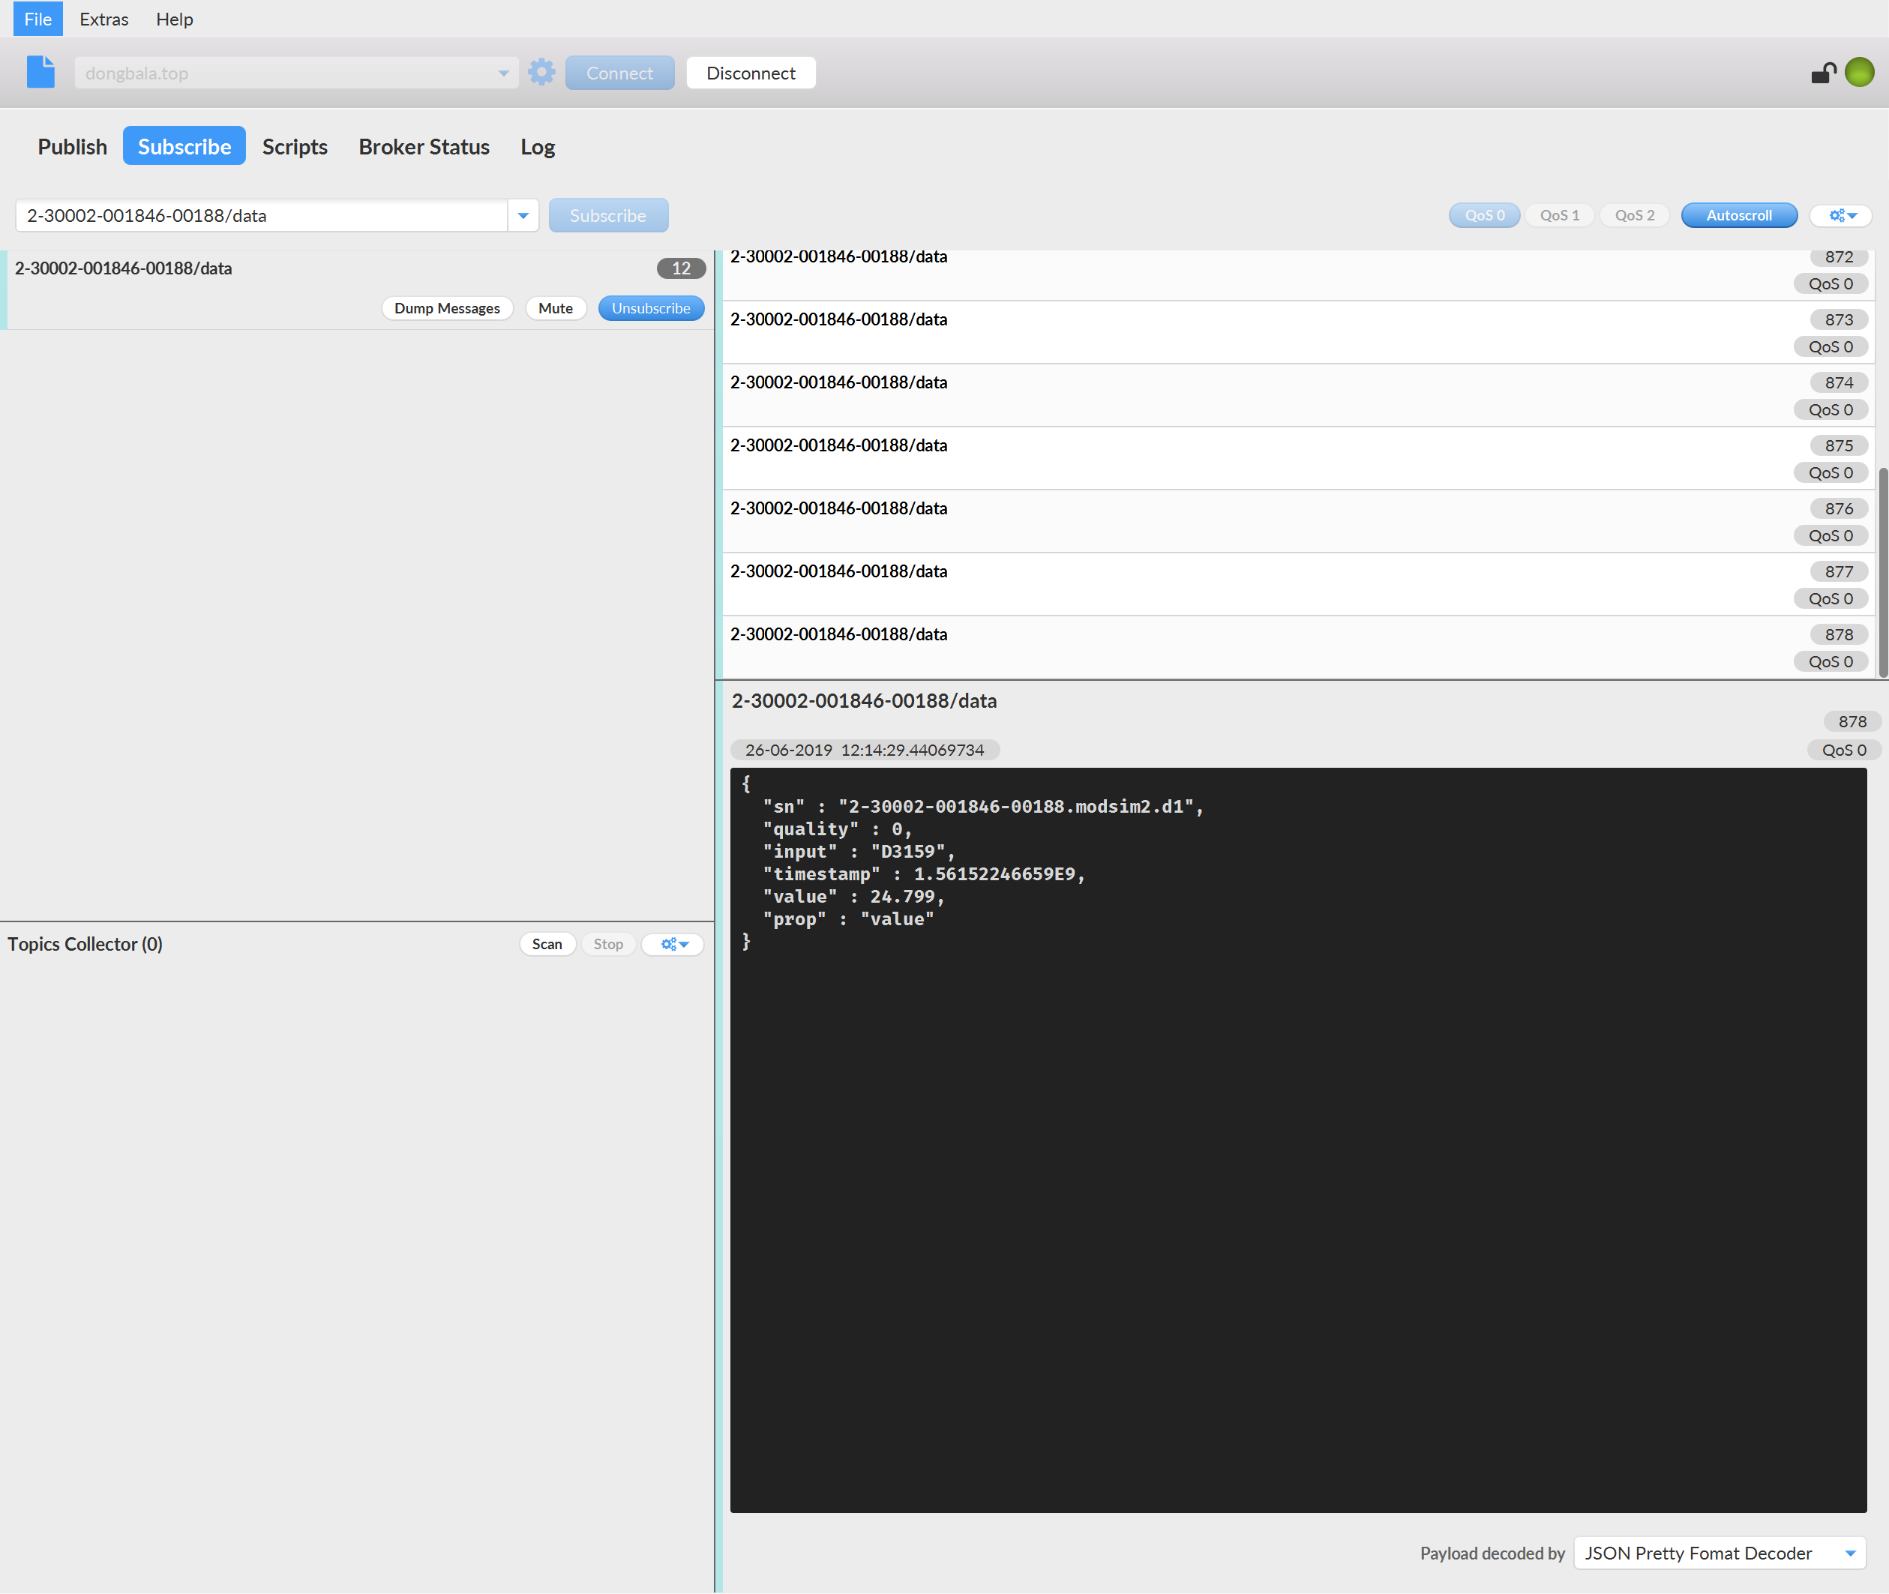 File Extras Help
dongbala.top Connect Disconnect
Publish Subscribe Scripts Broker Status Log
2-30002-001846-00188/data Subscribe QoS 0 QoS 1 QoS 2 Autoscroll
2-30002-001846-00188/data 12
Dump Messages Mute Unsubscribe
2-30002-001846-00188/data 872
QoS 0
2-30002-001846-00188/data 873
QoS 0
2-30002-001846-00188/data 874
QoS 0
2-30002-001846-00188/data 875
QoS 0
2-30002-001846-00188/data 876
QoS 0
2-30002-001846-00188/data 877
QoS 0
2-30002-001846-00188/data 878
QoS 0
2-30002-001846-00188/data
878
26-06-2019 12:14:29.44069734 QoS 0
{
"sn" : "2-30002-001846-00188.modsim2.d1",
"quality" : 0,
"input" : "D3159",
"timestamp" : 1.56152246659E9,
"value" : 24.799,
"prop" : "value"
}
Topics Collector (0) Scan Stop
Payload decoded by JSON Pretty Fomat Decoder